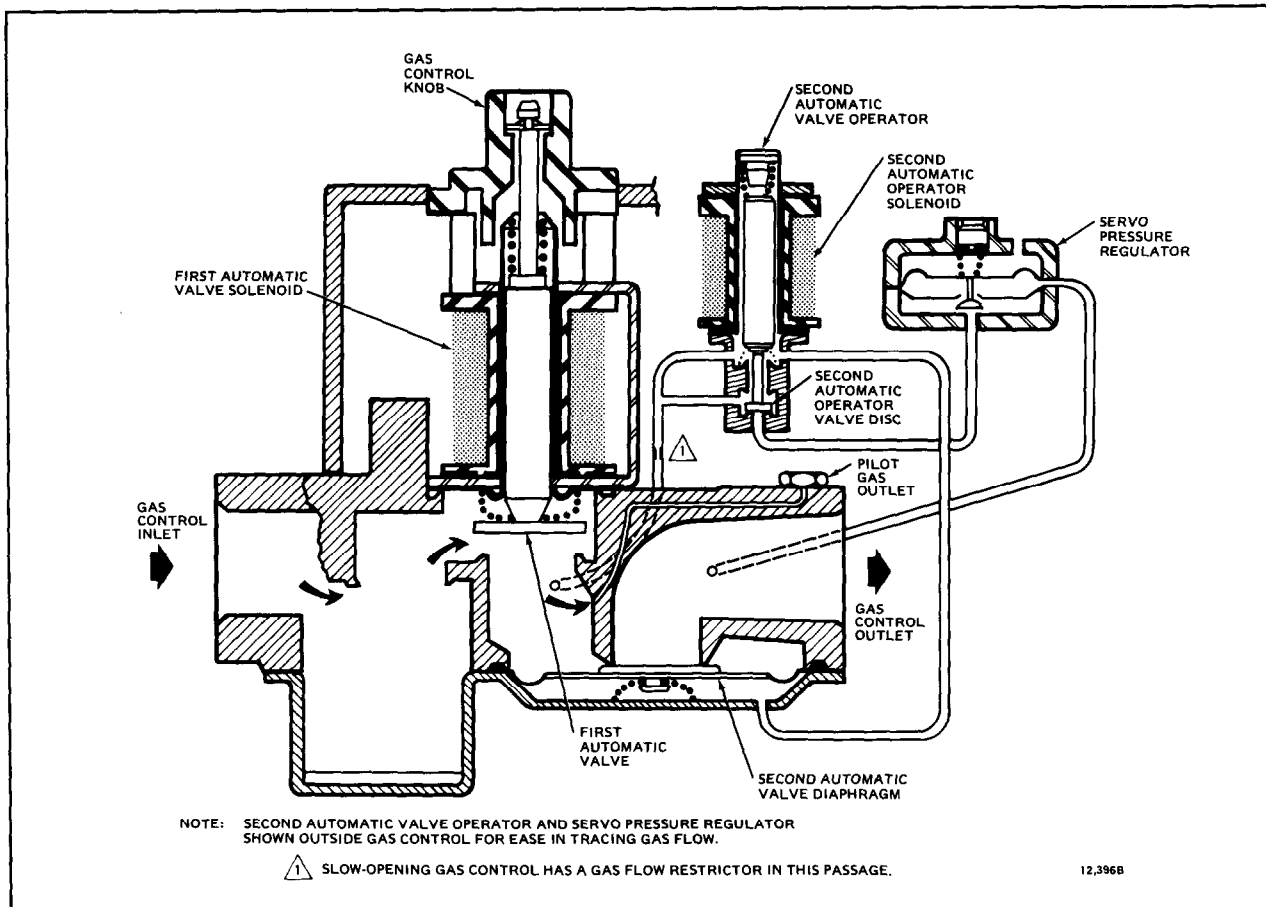 GAS
CONTROL
KNOB
SECOND
AUTOMATIC
VALVE OPERATOR
SECOND
AUTOMATIC
OPERATOR
SOLENOID
SERVO
PRESSURE
REGULATOR
FIRST AUTOMATIC
VALVE SOLENOID
SECOND
AUTOMATIC
OPERATOR
VALVE DISC
1
PILOT
GAS
OUTLET
GAS
CONTROL
INLET
GAS
CONTROL
OUTLET
FIRST
AUTOMATIC
VALVE
SECOND AUTOMATIC
VALVE DIAPHRAGM
NOTE: SECOND AUTOMATIC VALVE OPERATOR AND SERVO PRESSURE REGULATOR
SHOWN OUTSIDE GAS CONTROL FOR EASE IN TRACING GAS FLOW.
1 SLOW-OPENING GAS CONTROL HAS A GAS FLOW RESTRICTOR IN THIS PASSAGE.
12,396B